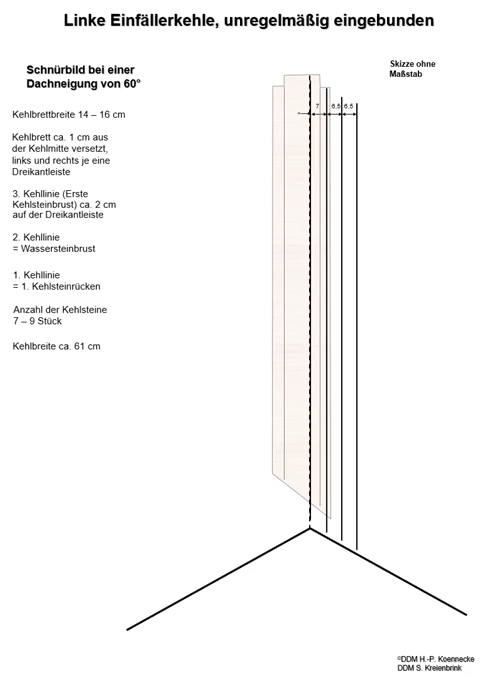 Linke Einfällerkehle, unregelmäßig eingebunden
Schnürbild bei einer
Dachneigung von 60°
Skizze ohne
Maßstab
Kehlbrettbreite 14 – 16 cm
Kehlbrett ca. 1 cm aus
der Kehlmitte versetzt,
links und rechts je eine
Dreikantleiste
3. Kehllinie (Erste
Kehlsteinbrust) ca. 2 cm
auf der Dreikantleiste
2. Kehllinie
= Wassersteinbrust
1. Kehllinie
= 1. Kehlsteinrücken
Anzahl der Kehlsteine
7 – 9 Stück
Kehlbreite ca. 61 cm
7 6,5 6,5
©DDM H.-P. Koennecke
DDM S. Kreienbrink